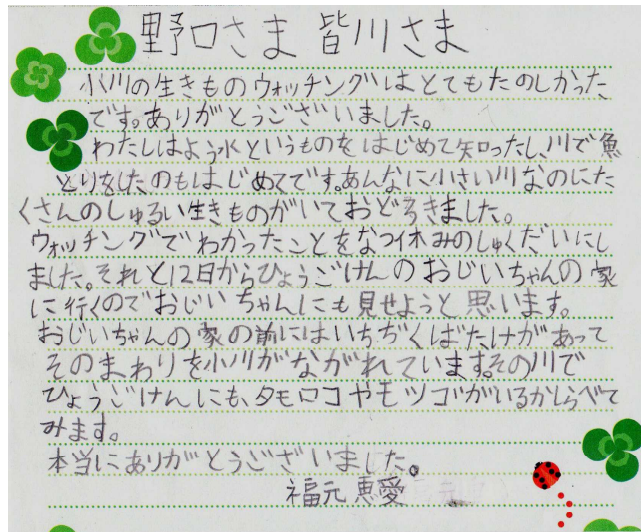 野口さま 皆川さま
小川の生きものウォッチングはとてもたのしかった
です。ありがとうございました。
わたしはよう水というものをはじめて知ったし、川で魚
とりをしたのもはじめてです。あんなに小さい川なのにた
くさんのしゅるい生きものがいておどろきました。
ウォッチングでわかったことをなつ休みのしゅくだいにし
ました。それと12日からひょうごけんのおじいちゃんの家
に行くのでおじいちゃんにも見せようと思います。
おじいちゃんの家の前にはいちぢくばたけがあって
そのまわりを小川がながれています。その川で
ひょうごけんにも、タモロコやモツゴがいるかしらべて
みます。
本当にありがとうございました。
福元 恵愛